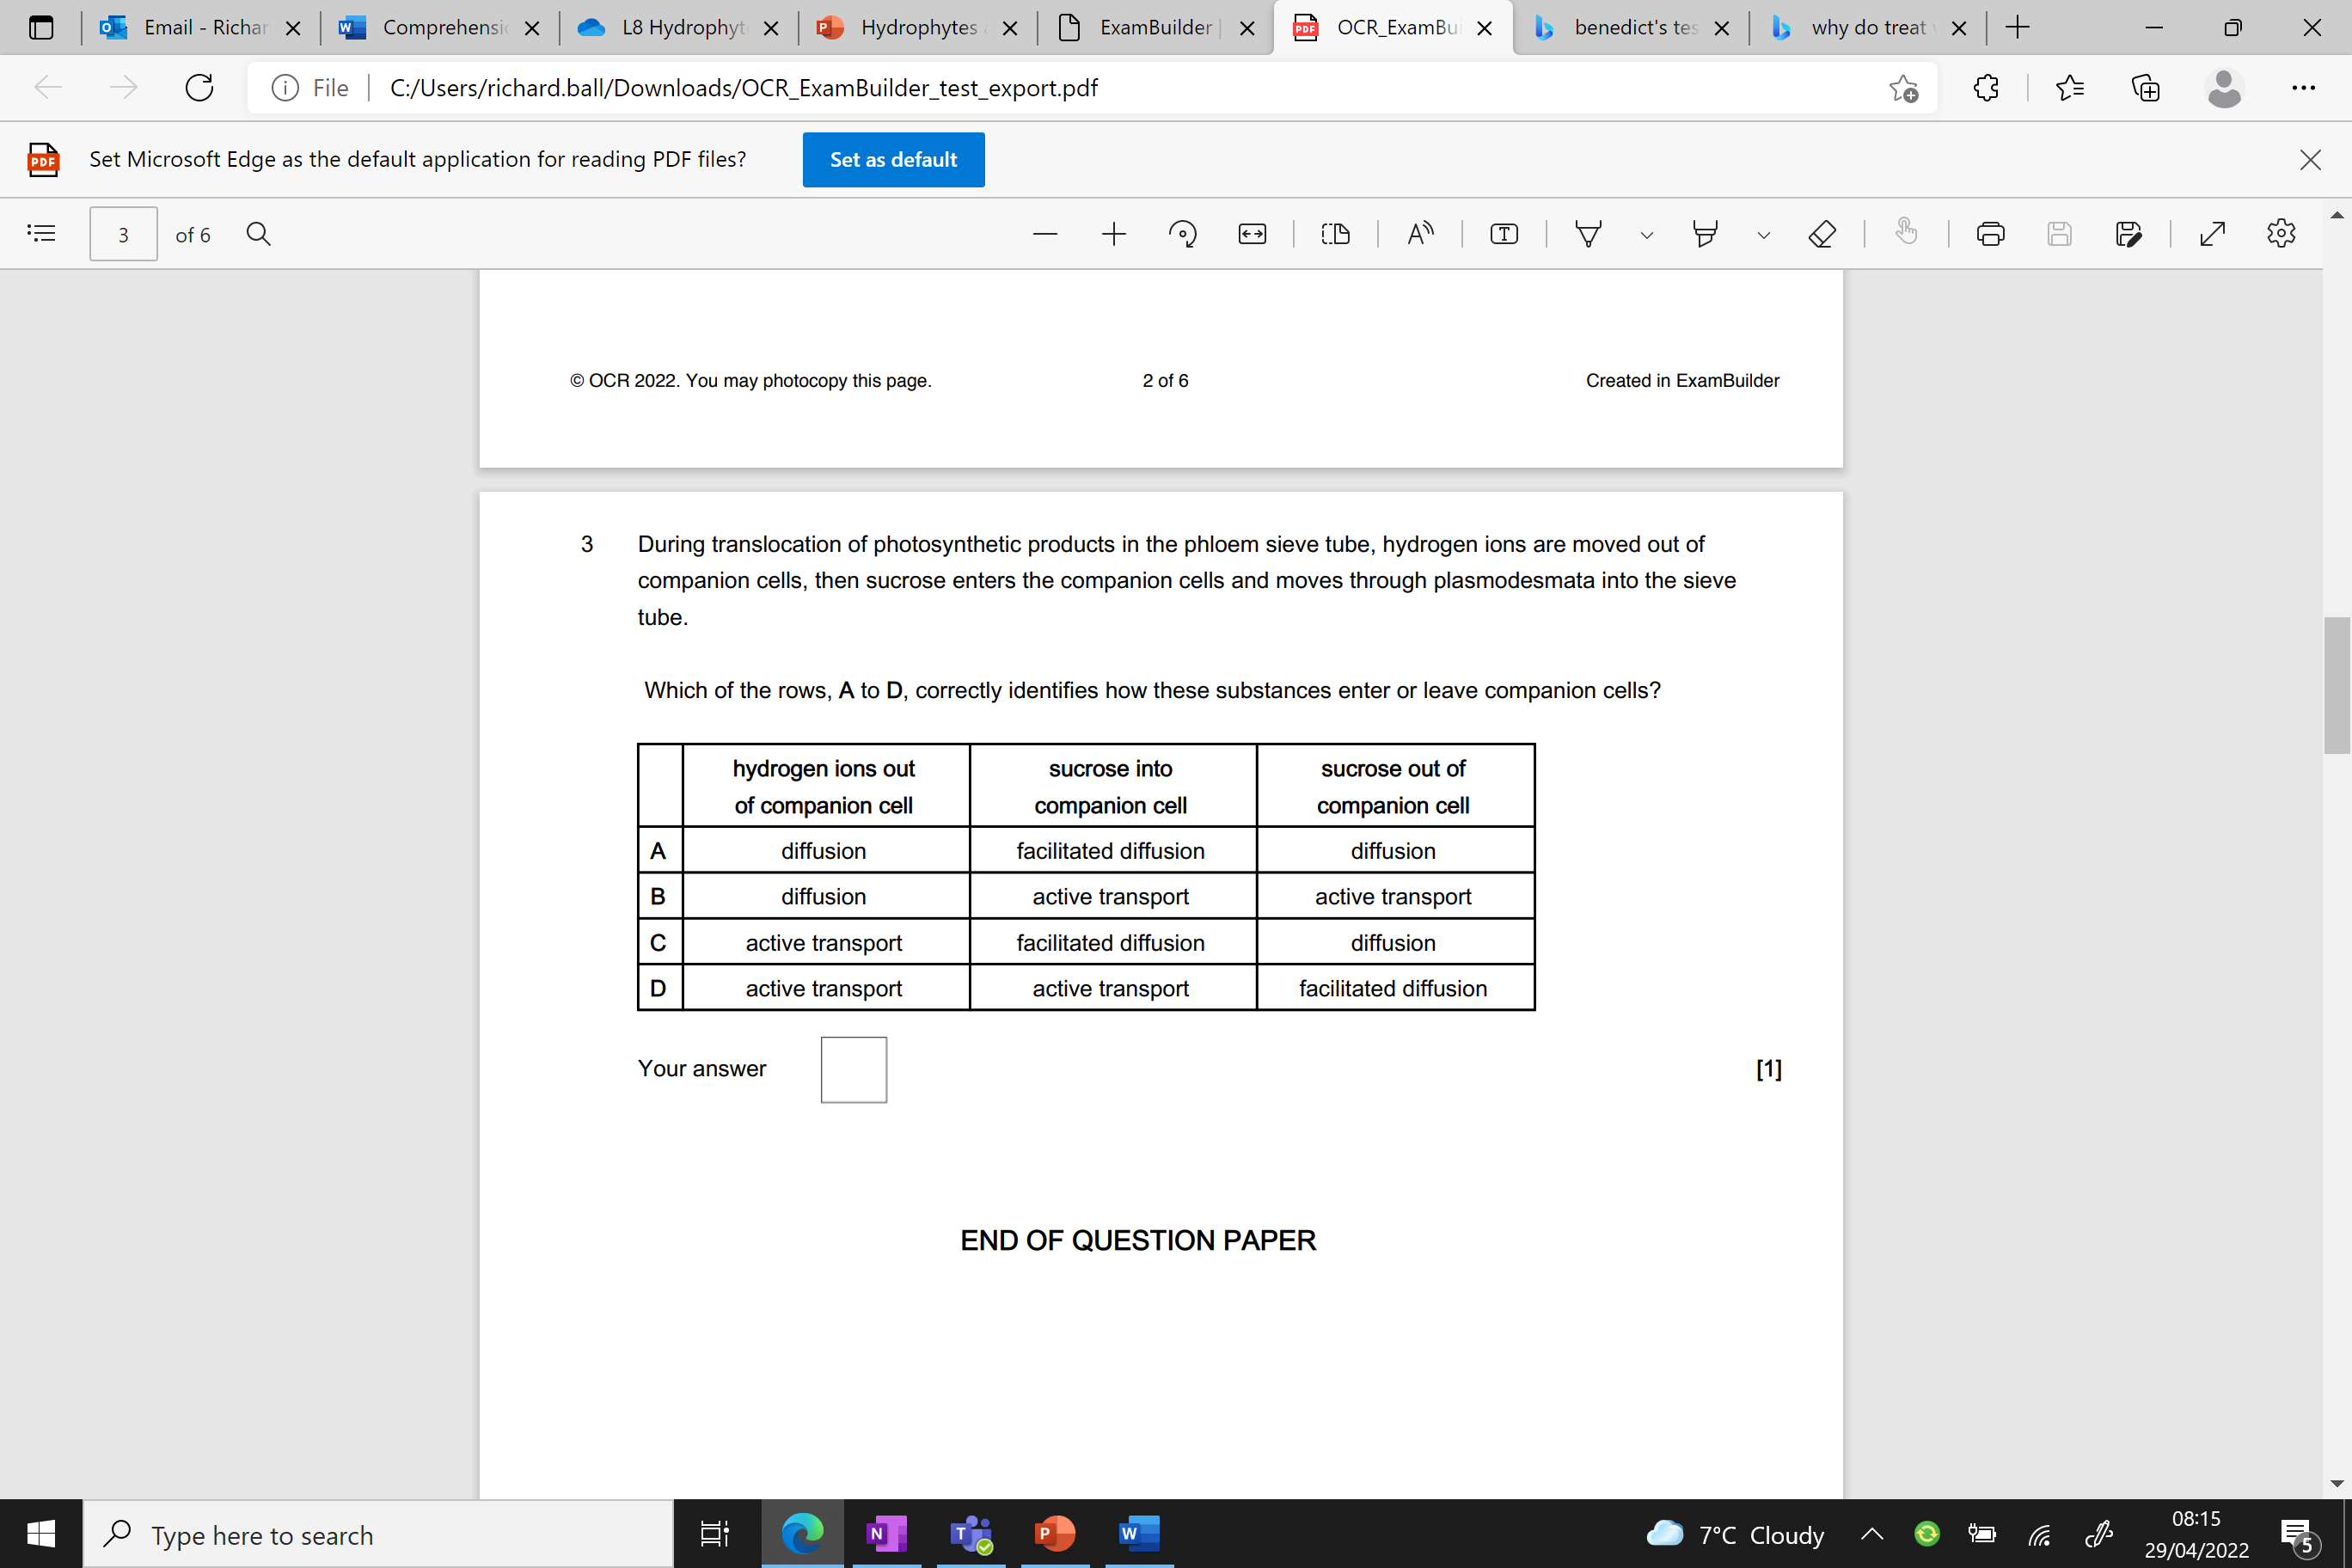 Email - Richar
Comprehensio
L8 Hydrophyt
Hydrophytes a
ExamBuilder |
OCR_ExamBui
benedict's tes
why do treat w
File
C:/Users/richard.ball/Downloads/OCR_ExamBuilder_test_export.pdf
PDF
Set Microsoft Edge as the default application for reading PDF files?
Set as default
3
of 6
© OCR 2022. You may photocopy this page.
2 of 6
Created in ExamBuilder
3
During translocation of photosynthetic products in the phloem sieve tube, hydrogen ions are moved out of
companion cells, then sucrose enters the companion cells and moves through plasmodesmata into the sieve
tube.
Which of the rows, A to D, correctly identifies how these substances enter or leave companion cells?
hydrogen ions out of companion cell
sucrose into companion cell
sucrose out of companion cell
A diffusion facilitated diffusion diffusion
B diffusion active transport active transport
C active transport facilitated diffusion diffusion
D active transport active transport facilitated diffusion
Your answer
[1]
END OF QUESTION PAPER
Type here to search
7°C Cloudy
08:15
29/04/2022
5